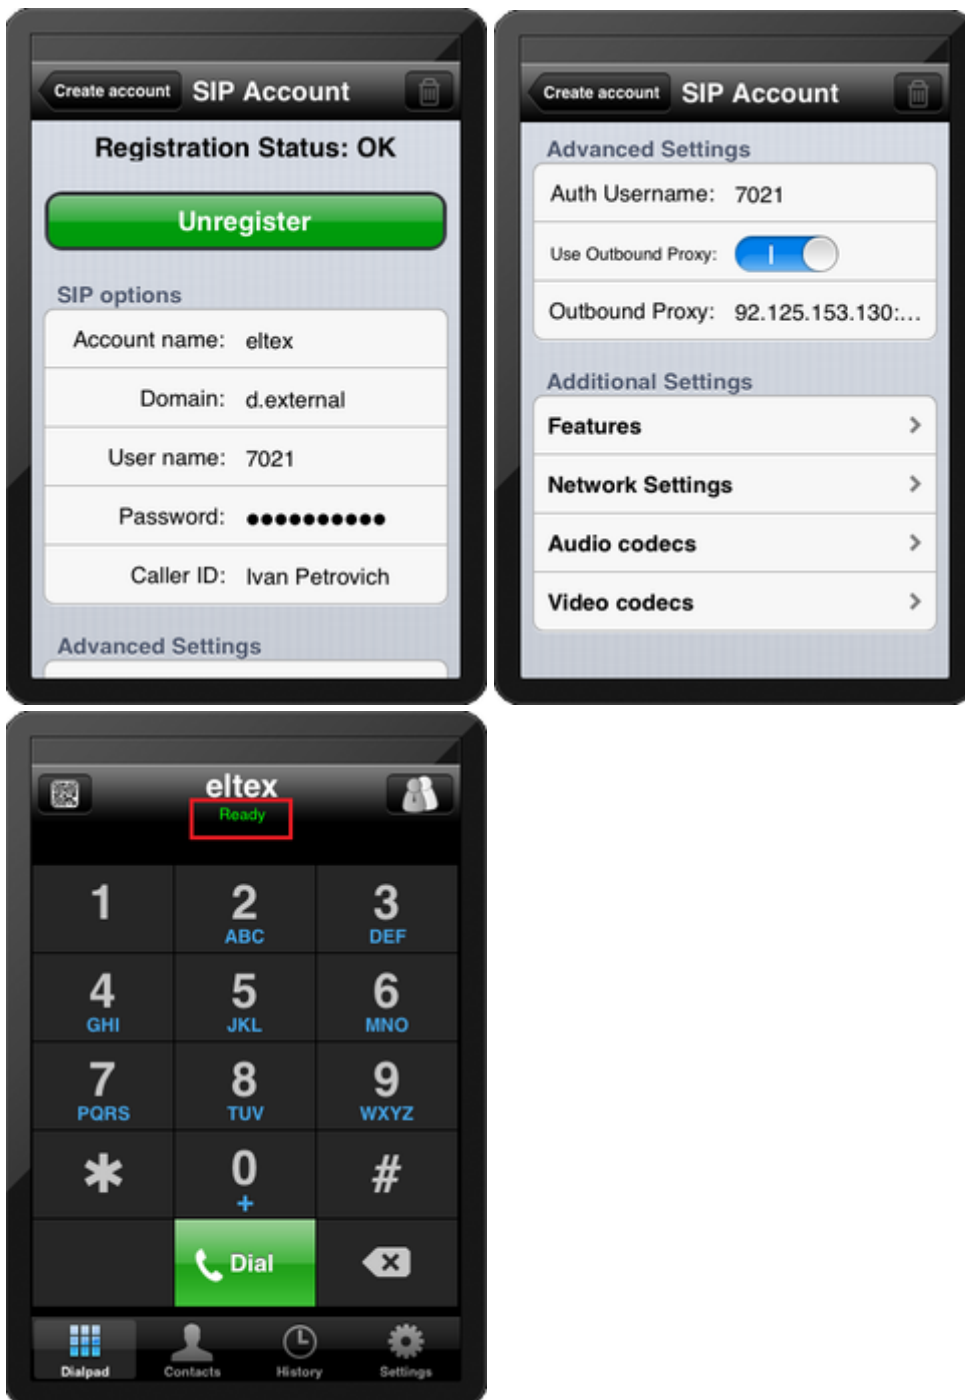 Create account SIP Account
Registration Status: OK
Unregister
SIP options
Account name: eltex
Domain: d.external
User name: 7021
Password: ●●●●●●●●●●
Caller ID: Ivan Petrovich
Advanced Settings
Create account SIP Account
Advanced Settings
Auth Username: 7021
Use Outbound Proxy:
Outbound Proxy: 92.125.153.130:...
Additional Settings
Features
Network Settings
Audio codecs
Video codecs
eltex
Ready
1 2 3
ABC DEF
4 5 6
GHI JKL MNO
7 8 9
PQRS TUV WXYZ
* 0 #
+
Dial
Dialpad Contacts History Settings